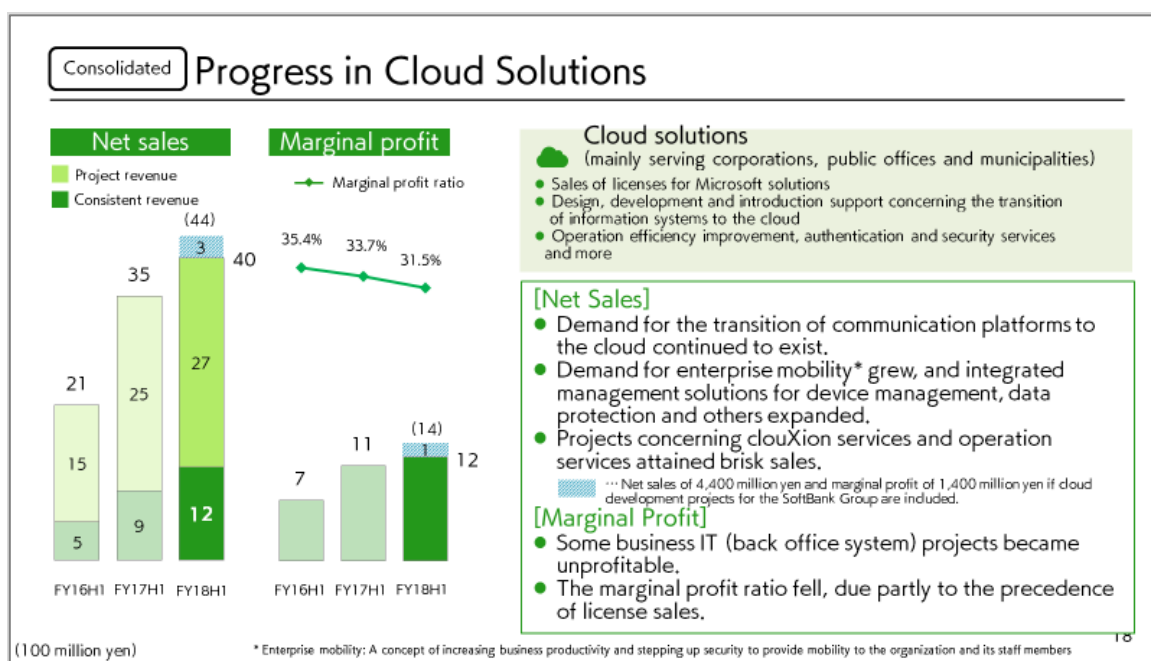 Consolidated
Progress in Cloud Solutions
Net sales
Project revenue
Consistent revenue
(44)
3
40
35
27
21
25
15
12
9
5
FY16H1 FY17H1 FY18H1
Marginal profit
Marginal profit ratio
35.4%
33.7%
31.5%
(14)
1
12
11
7
FY16H1 FY17H1 FY18H1
Cloud solutions
(mainly serving corporations, public offices and municipalities)
● Sales of licenses for Microsoft solutions
● Design, development and introduction support concerning the transition
of information systems to the cloud
● Operation efficiency improvement, authentication and security services
and more
[Net Sales]
● Demand for the transition of communication platforms to
the cloud continued to exist.
● Demand for enterprise mobility* grew, and integrated
management solutions for device management, data
protection and others expanded.
● Projects concerning clouXion services and operation
services attained brisk sales.
… Net sales of 4,400 million yen and marginal profit of 1,400 million yen if cloud
development projects for the SoftBank Group are included.
[Marginal Profit]
● Some business IT (back office system) projects became
unprofitable.
● The marginal profit ratio fell, due partly to the precedence
of license sales.
18
(100 million yen)
* Enterprise mobility: A concept of increasing business productivity and stepping up security to provide mobility to the organization and its staff members